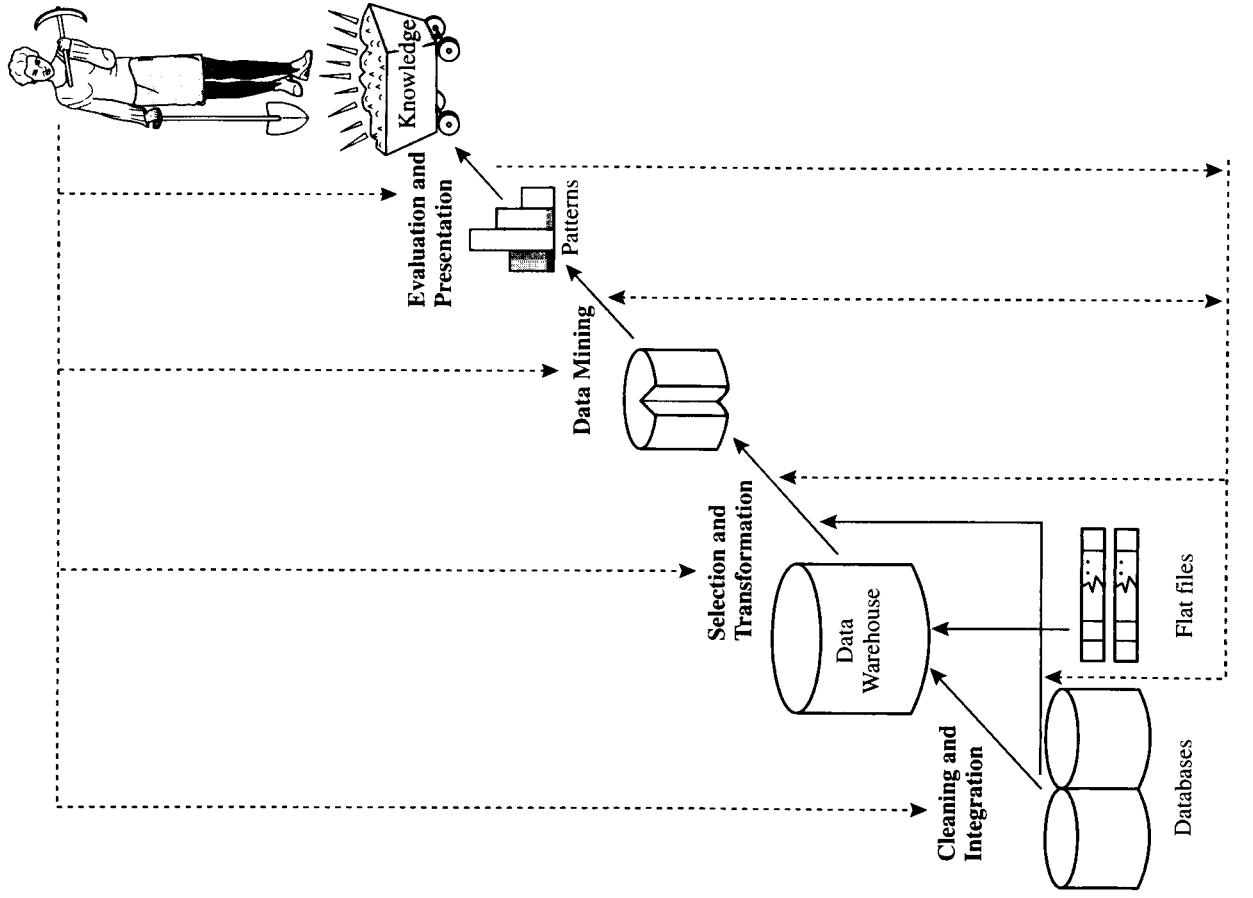 Knowledge
Evaluation and
Presentation
Patterns
Data Mining
Selection and
Transformation
Data
Warehouse
Cleaning and
Integration
Flat files
Databases